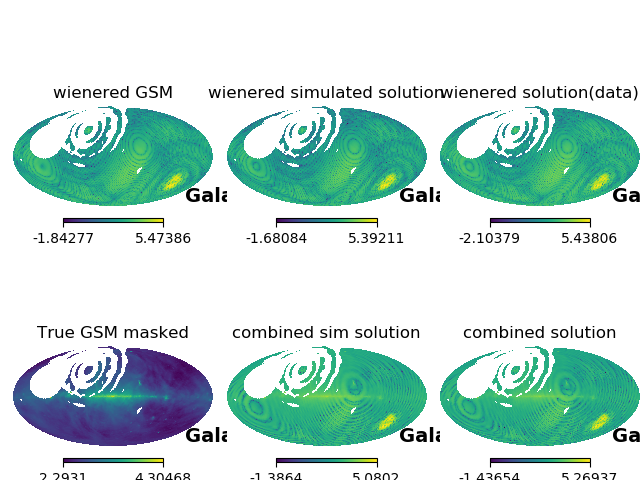 wienered GSM wienered simulated solution wienered solution(data)
Gala Gala Ga
-1.84277 5.47386 -1.68084 5.39211 -2.10379 5.43806
True GSM masked combined sim solution combined solution
Gala Gala Ga
2.2931 4.30468 -1.3864 5.0802 -1.43654 5.26937